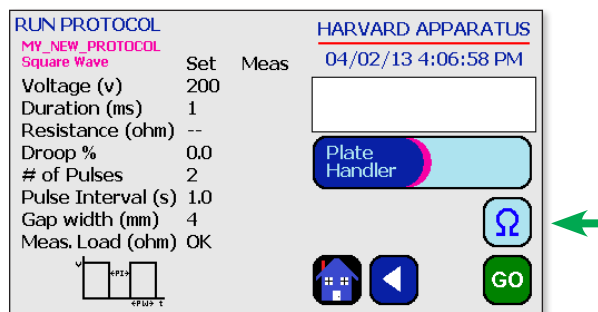 RUN PROTOCOL
MY_NEW_PROTOCOL
Square Wave
Set Meas
Voltage (v) 200
Duration (ms) 1
Resistance (ohm) --
Droop % 0.0
# of Pulses 2
Pulse Interval (s) 1.0
Gap width (mm) 4
Meas. Load (ohm) OK
V
←PI→
←PW→ t
HARVARD APPARATUS
04/02/13 4:06:58 PM
Plate
Handler
Ω
GO